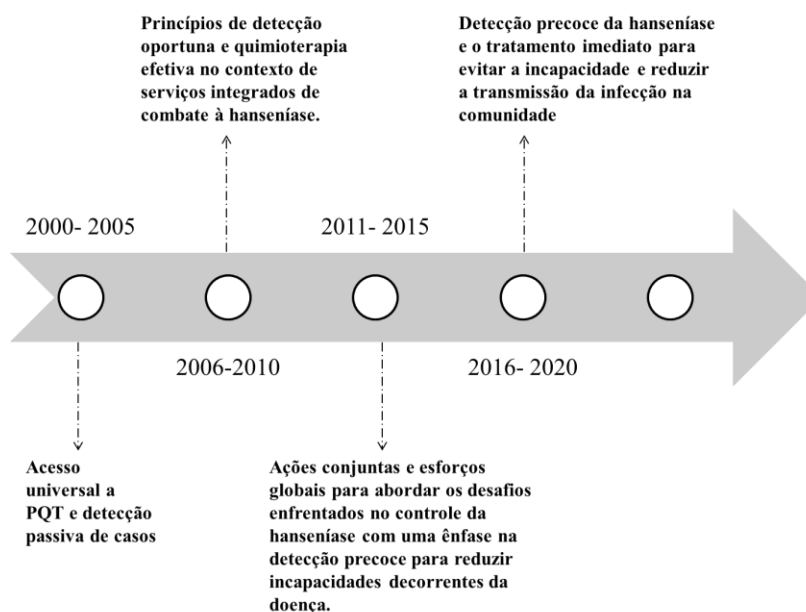 Princípios de detecção
oportuna e quimioterapia
efetiva no contexto de
serviços integrados de
combate à hanseníase.
Detecção precoce da hanseníase
e o tratamento imediato para
evitar a incapacidade e reduzir
a transmissão da infecção na
comunidade
2000- 2005
2011- 2015
2006-2010
2016- 2020
Acesso
universal a
PQT e detecção
passiva de casos
Ações conjuntas e esforços
globais para abordar os desafios
enfrentados no controle da
hanseníase com uma ênfase na
detecção precoce para reduzir
incapacidades decorrentes da
doença.